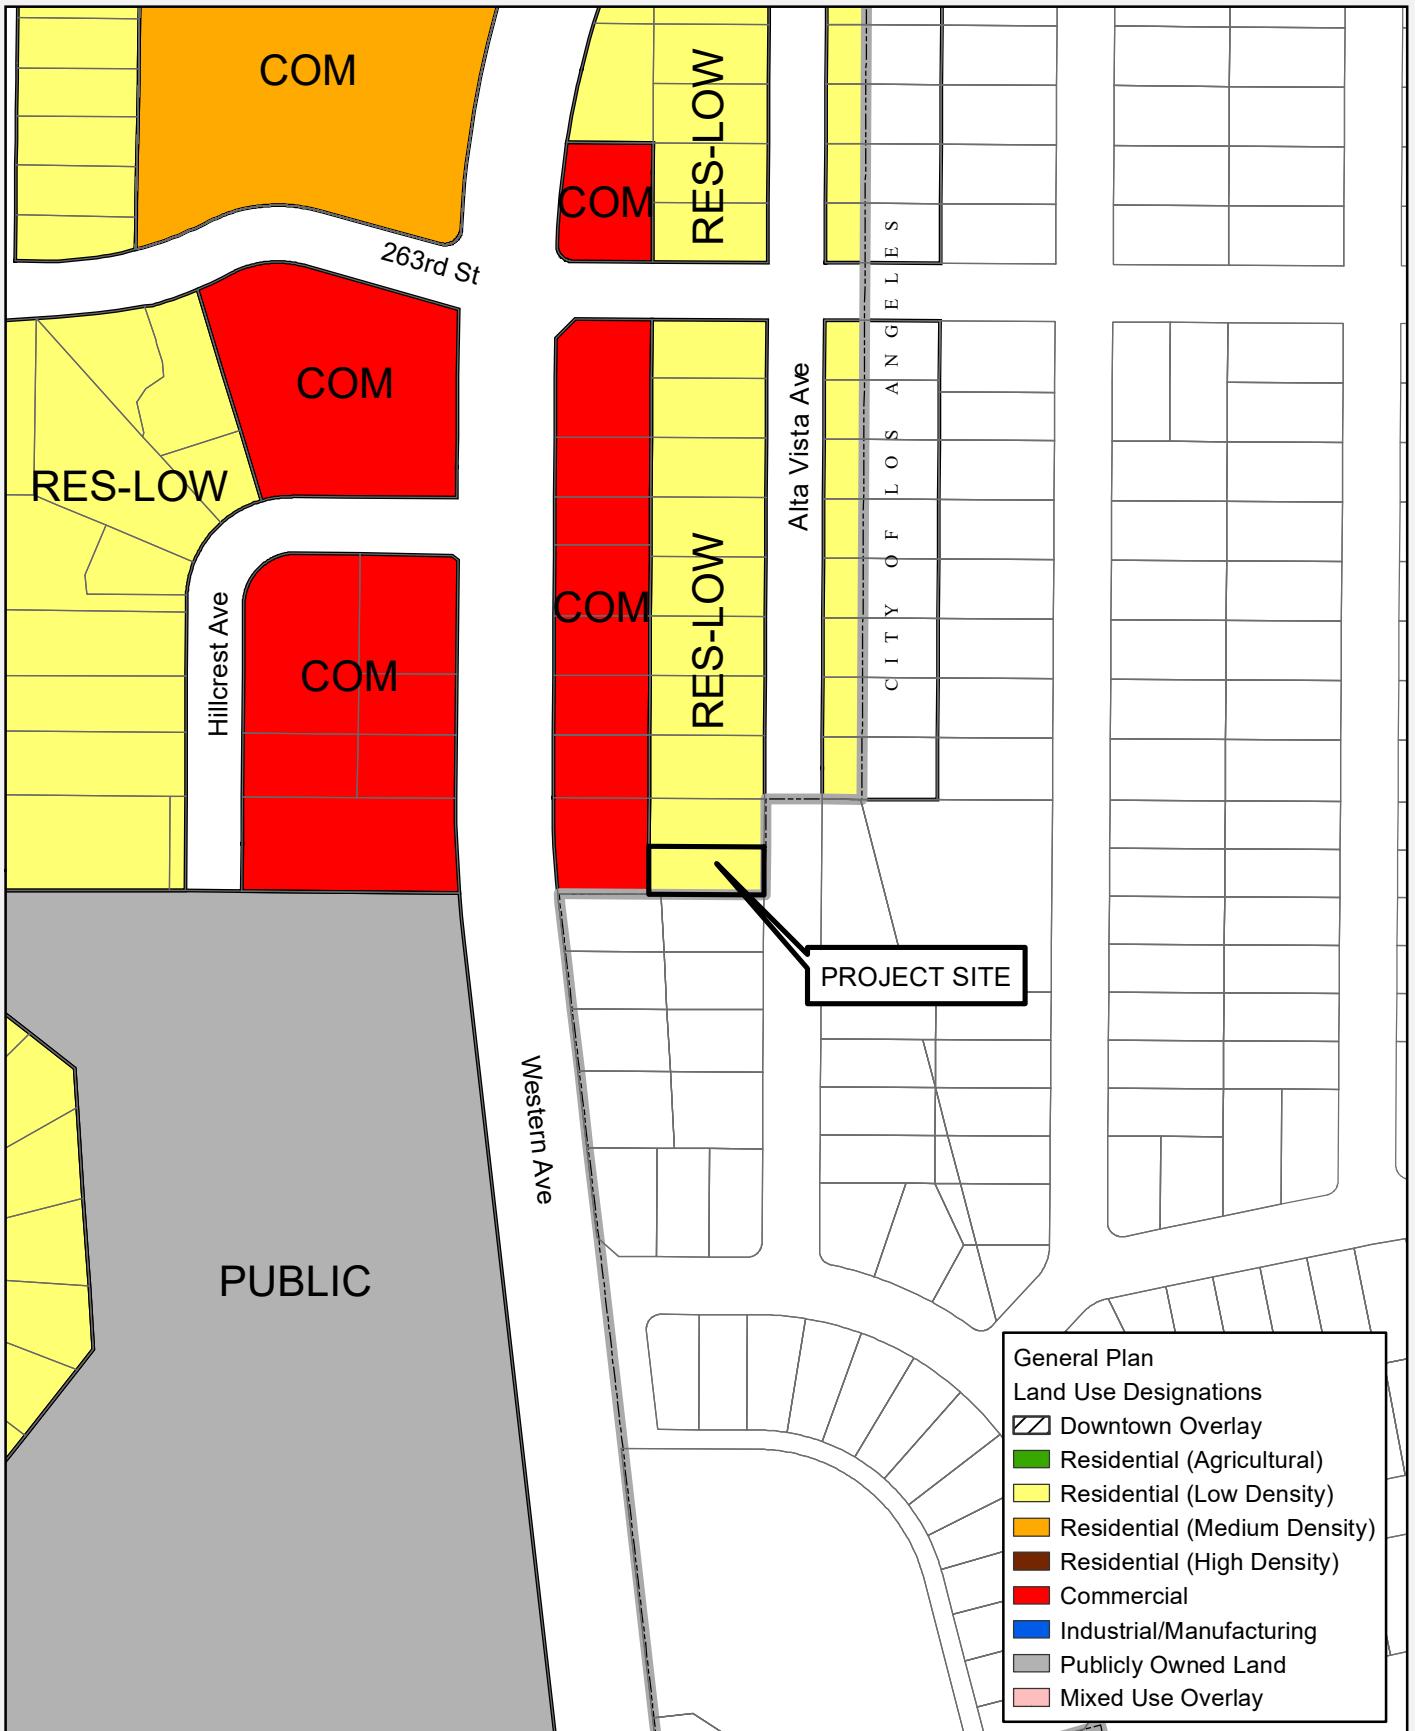 COM
RES-LOW
COM
263rd St
CITY OF LOS ANGELES
COM
Alta Vista Ave
RES-LOW
COM
RES-LOW
Hillcrest Ave
COM
PROJECT SITE
Western Ave
PUBLIC
General Plan
Land Use Designations
Downtown Overlay
Residential (Agricultural)
Residential (Low Density)
Residential (Medium Density)
Residential (High Density)
Commercial
Industrial/Manufacturing
Publicly Owned Land
Mixed Use Overlay